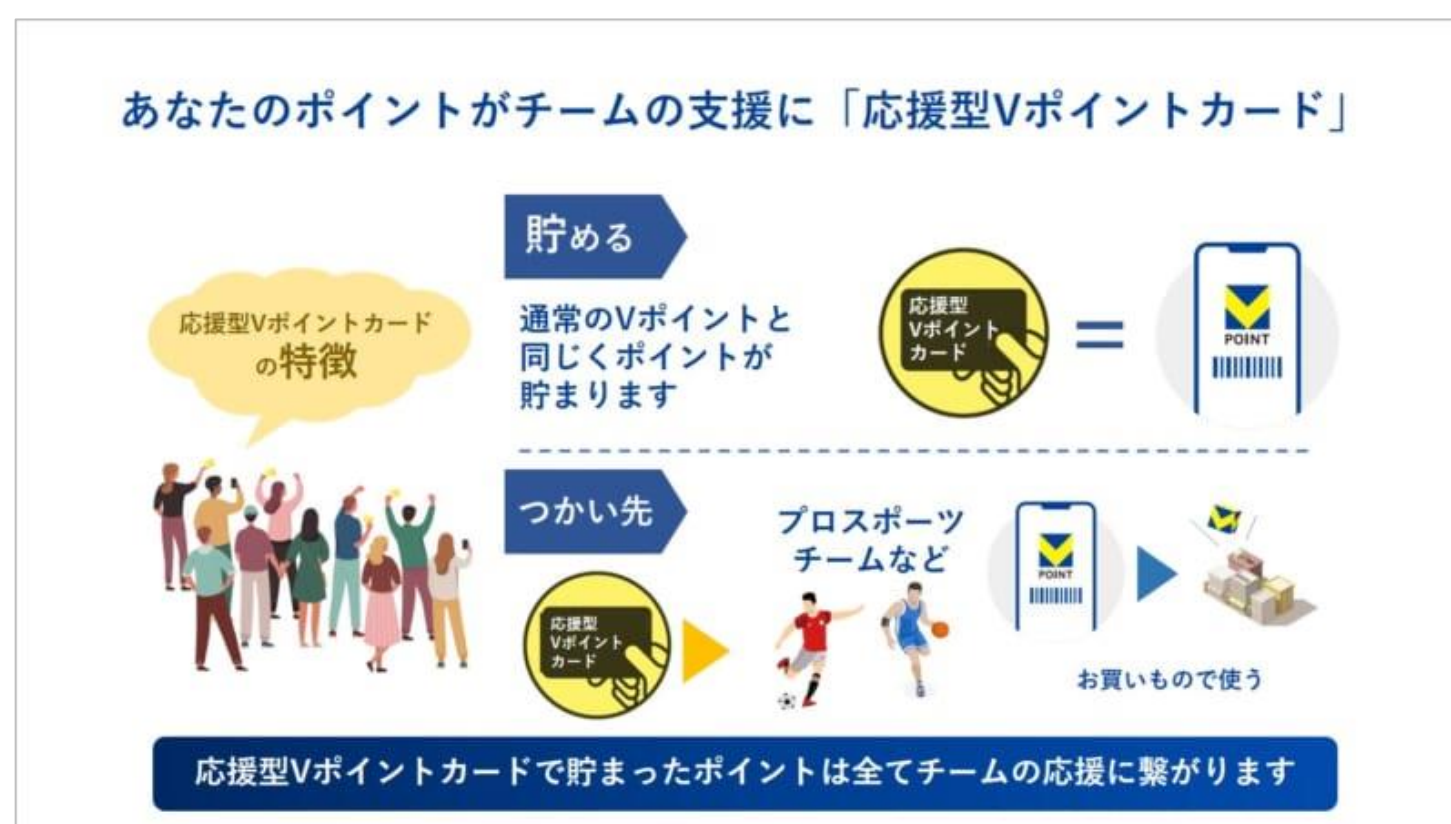 あなたのポイントがチームの支援に「応援型Vポイントカード」
応援型Vポイントカード
の特徴
貯める
通常のVポイントと
同じくポイントが
貯まります
応援型
Vポイント
カード
=
POINT
つかい先
応援型
Vポイント
カード
プロスポーツ
チームなど
POINT
お買いもので使う
応援型Vポイントカードで貯まったポイントは全てチームの応援に繋がります